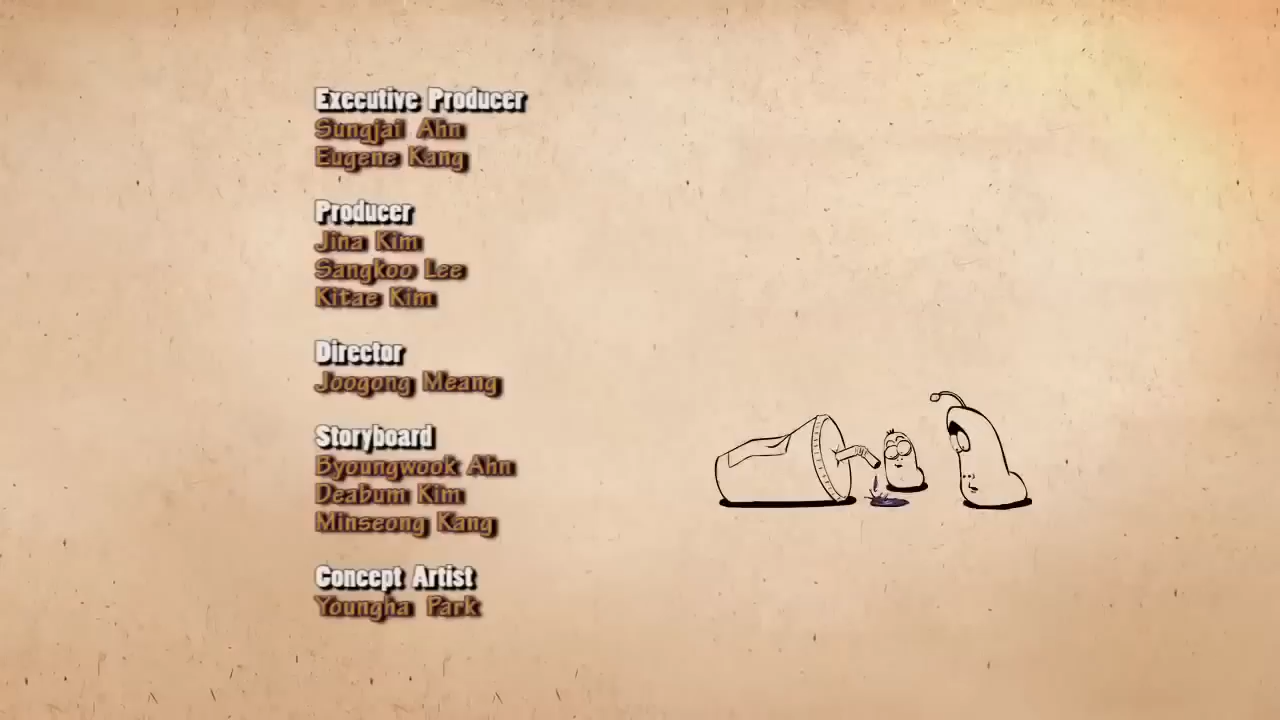 Executive Producer
Sungjai Ahn
Eugene Kang
Producer
Jina Kim
Sangkoo Lee
Kitae Kim
Director
Joogong Meang
Storyboard
Byoungwook Ahn
Deabum Kim
Minseong Kang
Concept Artist
Youngha Park